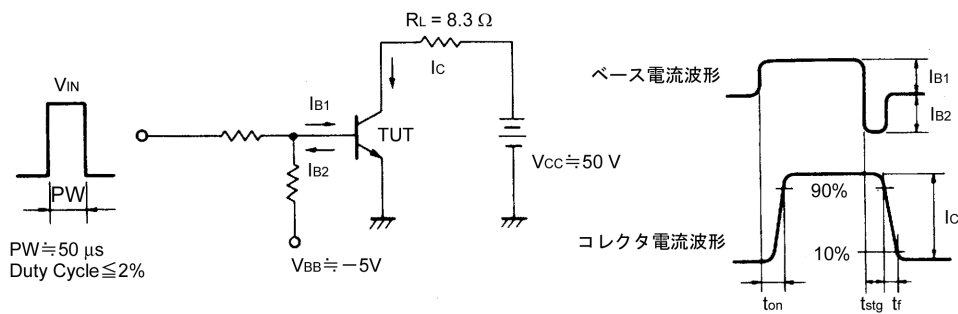 RL = 8.3 Ω
IC
VIN
PW
PW≒50 μs
Duty Cycle≦2%
IB1
IB2
TUT
VBB≒−5V
VCC≒50 V
ベース電流波形
IB1
IB2
コレクタ電流波形
90%
10%
IC
ton
tstg
tf